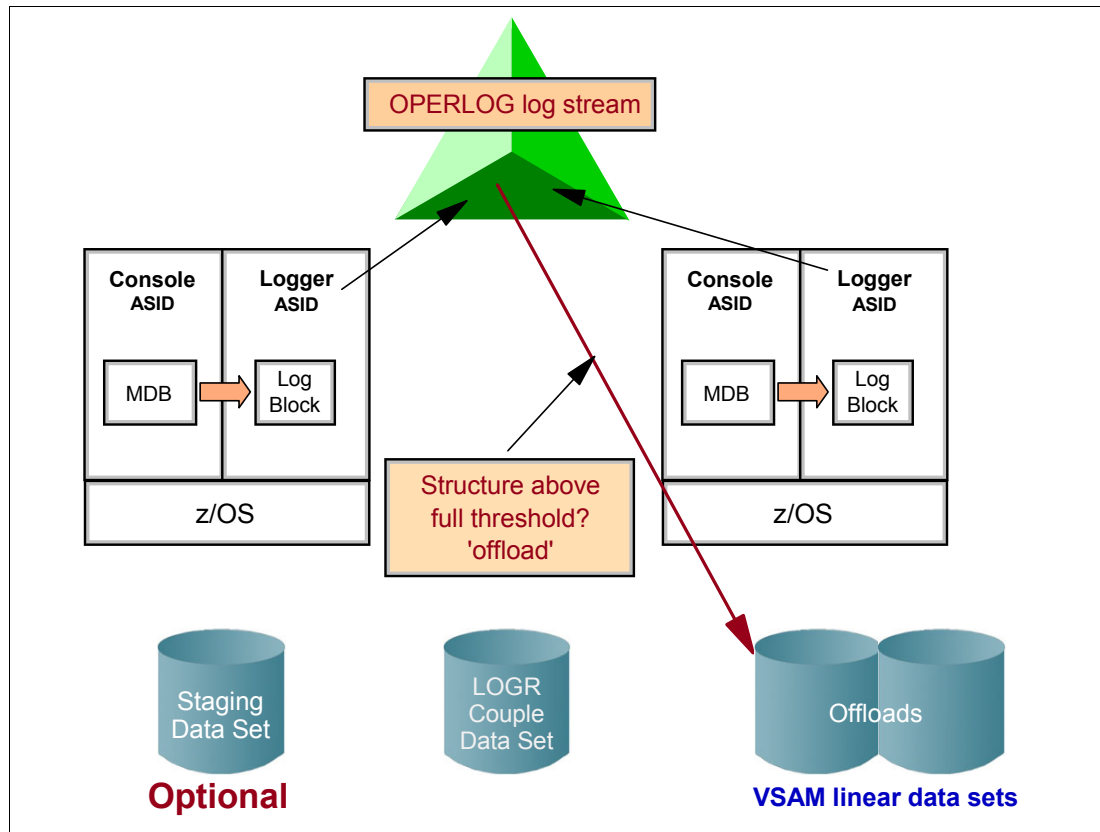 OPERLOG log stream
Console
ASID
Logger
ASID
MDB
Log
Block
z/OS
Console
ASID
Logger
ASID
MDB
Log
Block
z/OS
Structure above
full threshold?
'offload'
Staging
Data Set
Optional
LOGR
Couple
Data Set
Offloads
VSAM linear data sets